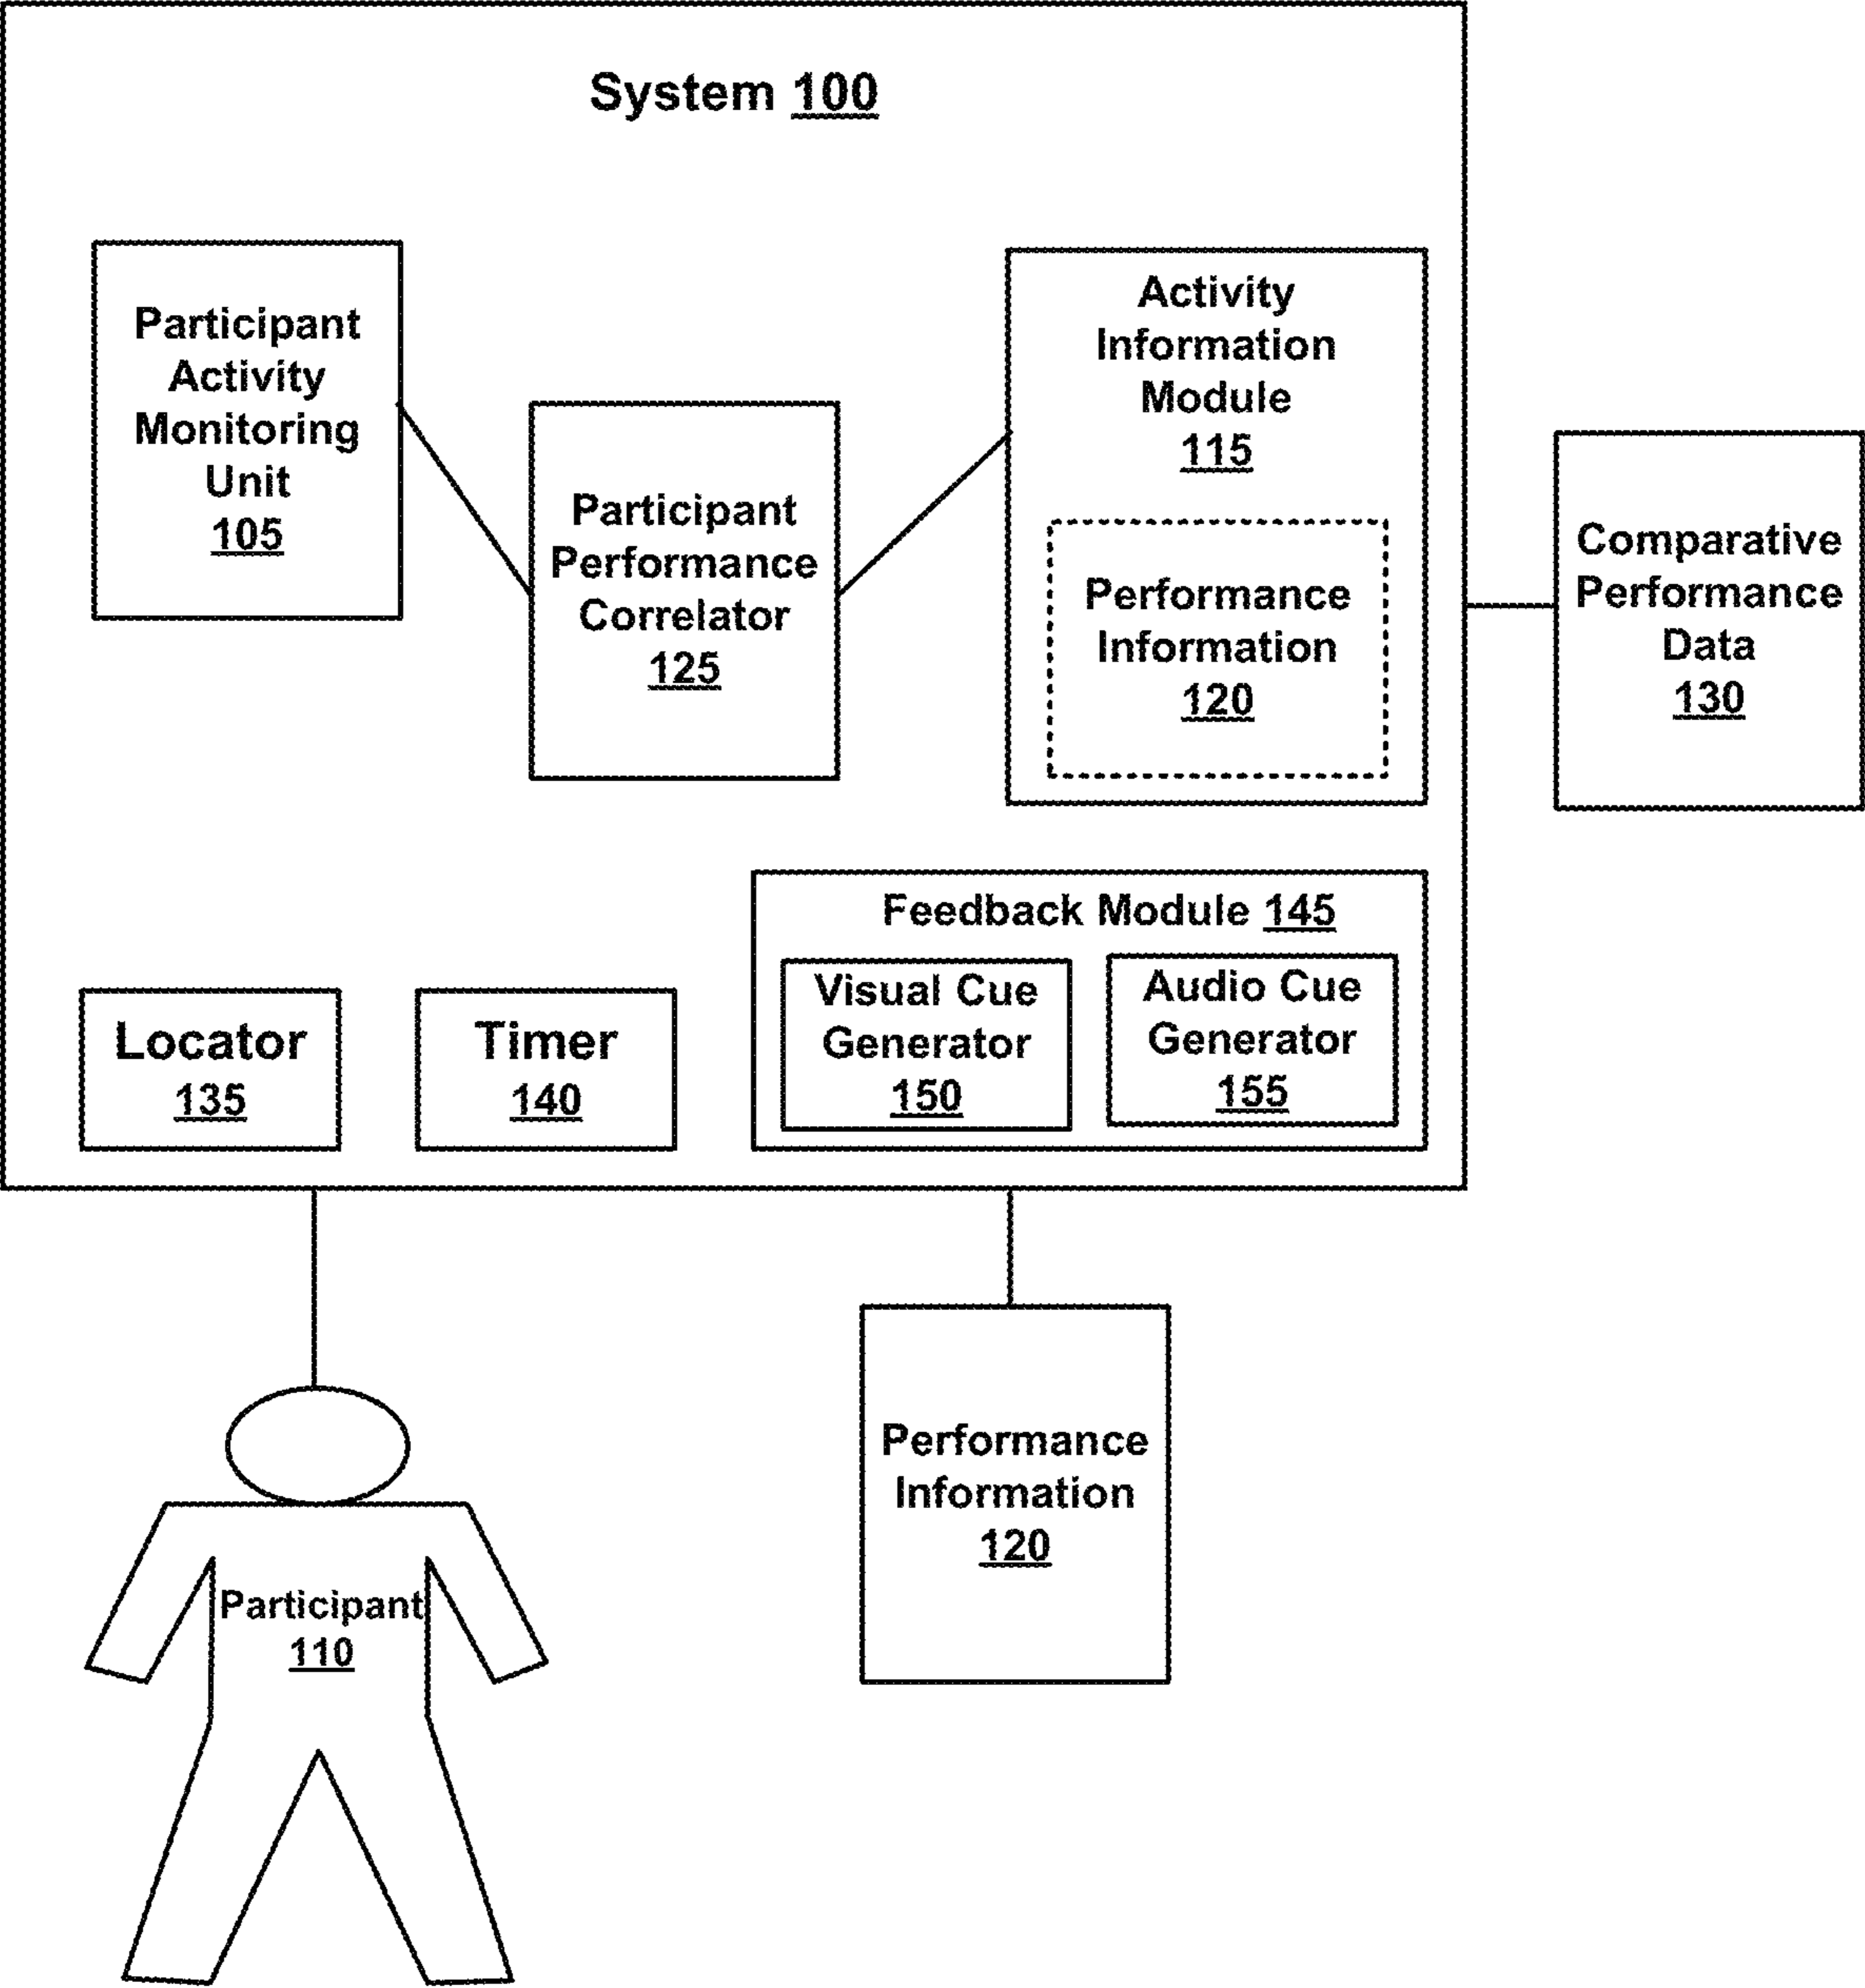 System 100
Participant
Activity
Monitoring
Unit
105
Participant
Performance
Correlator
125
Activity
Information
Module
115
Performance
Information
120
Comparative
Performance
Data
130
Feedback Module 145
Visual Cue
Generator
150
Audio Cue
Generator
155
Locator
135
Timer
140
Performance
Information
120
Participant
110